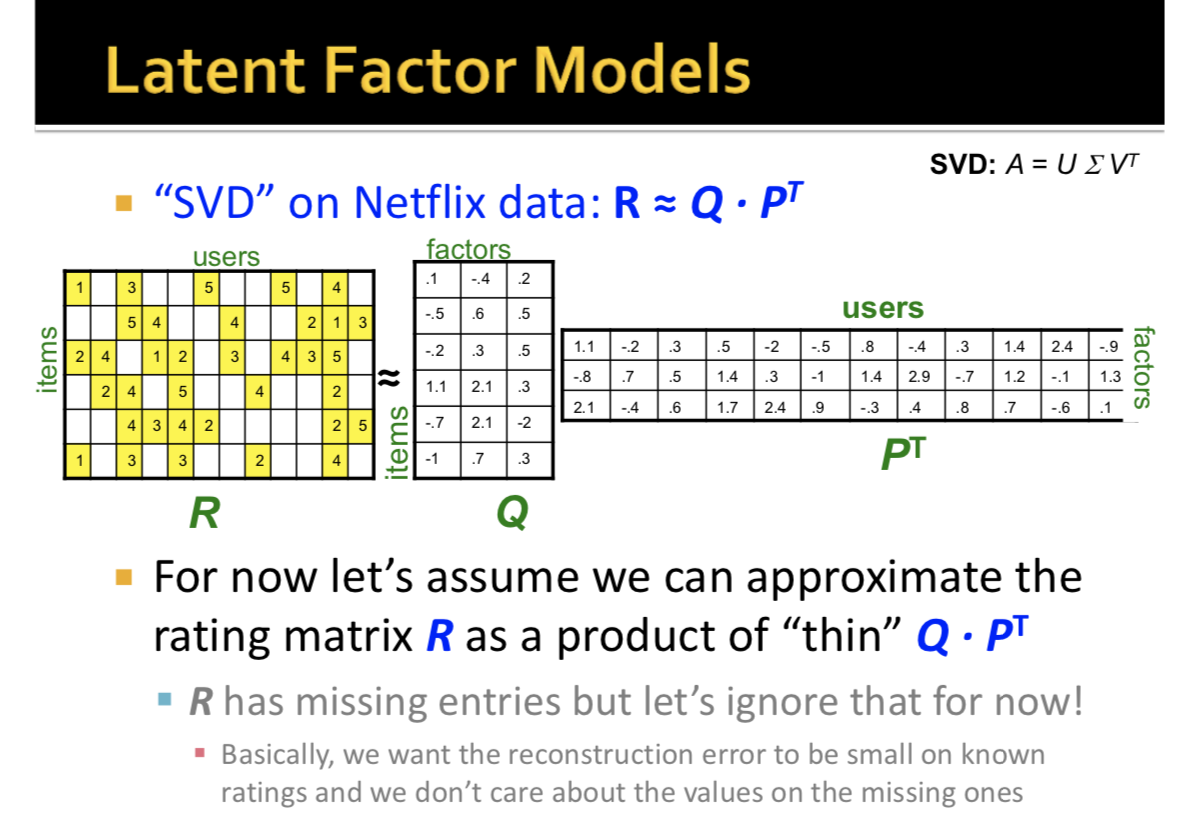 Latent Factor Models
SVD: A = U Σ Vᵀ
“SVD” on Netflix data: R ≈ Q · Pᵀ
users
items
1 3 5 5 4
5 4 4 2 1 3
2 4 1 2 3 4 3 5
2 4 5 4 2
4 3 4 2 2 5
1 3 3 2 4
R
≈
factors
items
.1 -.4 .2
-.5 .6 .5
-.2 .3 .5
1.1 2.1 .3
-.7 2.1 -2
-1 .7 .3
Q
users
factors
1.1 -.2 .3 .5 -2 -.5 .8 -.4 .3 1.4 2.4 -.9
-.8 .7 .5 1.4 .3 -1 1.4 2.9 -.7 1.2 -.1 1.3
2.1 -.4 .6 1.7 2.4 .9 -.3 .4 .8 .7 -.6 .1
Pᵀ
For now let’s assume we can approximate the
rating matrix R as a product of “thin” Q · Pᵀ
R has missing entries but let’s ignore that for now!
Basically, we want the reconstruction error to be small on known
ratings and we don’t care about the values on the missing ones